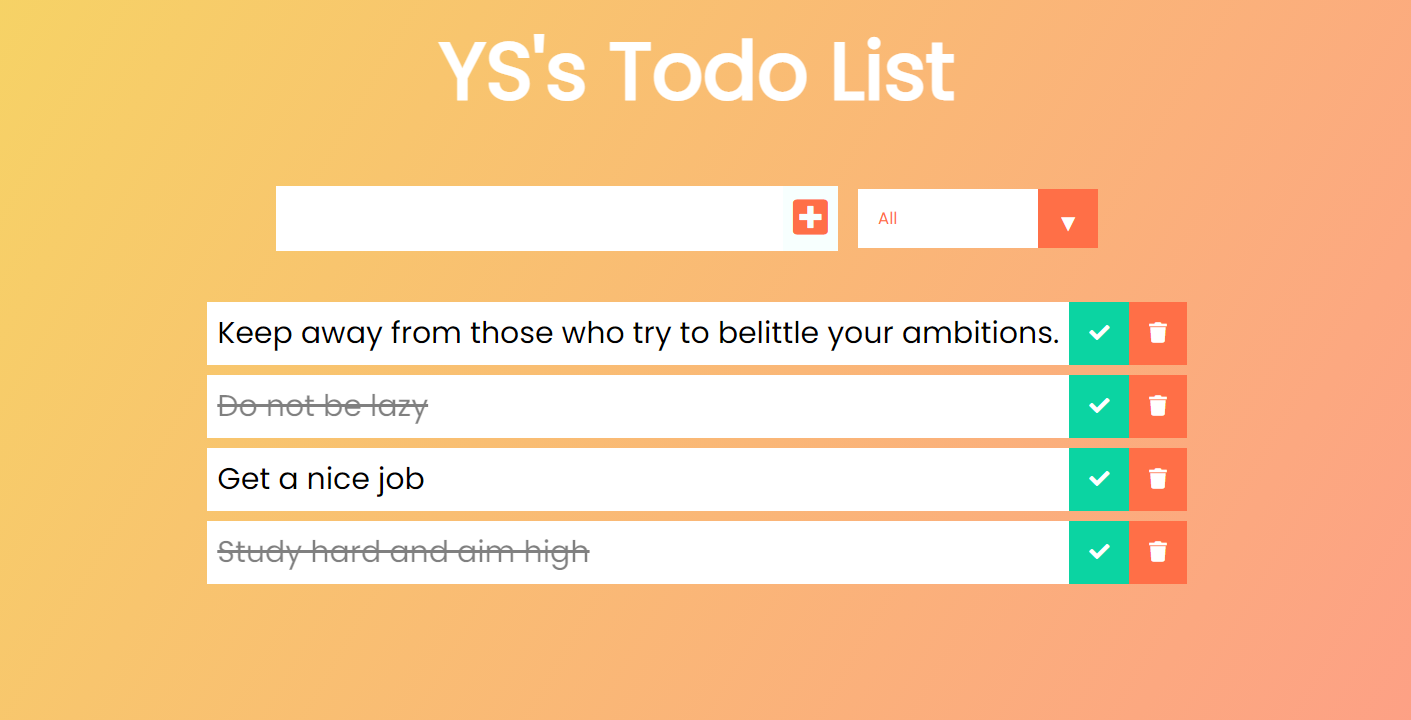 YS's Todo List
All
Keep away from those who try to belittle your ambitions.
Do not be lazy
Get a nice job
Study hard and aim high